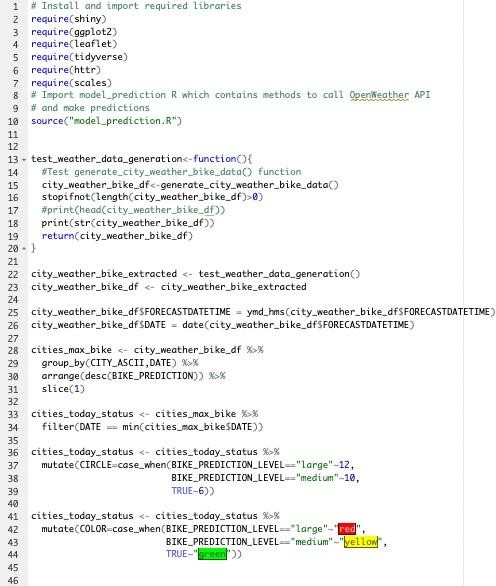 1 # Install and import required libraries
2 require(shiny)
3 require(ggplot2)
4 require(leaflet)
5 require(tidyverse)
6 require(httr)
7 require(scales)
8 # Import model_prediction R which contains methods to call OpenWeather API
9 # and make predictions
10 source("model_prediction.R")
11
12
13 test_weather_data_generation<-function(){
14 #Test generate_city_weather_bike_data() function
15 city_weather_bike_df<-generate_city_weather_bike_data()
16 stopifnot(length(city_weather_bike_df)>0)
17 #print(head(city_weather_bike_df))
18 print(str(city_weather_bike_df))
19 return(city_weather_bike_df)
20 }
21
22 city_weather_bike_extracted <- test_weather_data_generation()
23 city_weather_bike_df <- city_weather_bike_extracted
24
25 city_weather_bike_df$FORECASTDATETIME = ymd_hms(city_weather_bike_df$FORECASTDATETIME)
26 city_weather_bike_df$DATE = date(city_weather_bike_df$FORECASTDATETIME)
27
28 cities_max_bike <- city_weather_bike_df %>%
29 group_by(CITY_ASCII,DATE) %>%
30 arrange(desc(BIKE_PREDICTION)) %>%
31 slice(1)
32
33 cities_today_status <- cities_max_bike %>%
34 filter(DATE == min(cities_max_bike$DATE))
35
36 cities_today_status <- cities_today_status %>%
37 mutate(CIRCLE=case_when(BIKE_PREDICTION_LEVEL=="large"~12,
38 BIKE_PREDICTION_LEVEL=="medium"~10,
39 TRUE~6))
40
41 cities_today_status <- cities_today_status %>%
42 mutate(COLOR=case_when(BIKE_PREDICTION_LEVEL=="large"~"red",
43 BIKE_PREDICTION_LEVEL=="medium"~"yellow",
44 TRUE~"green"))
45
46